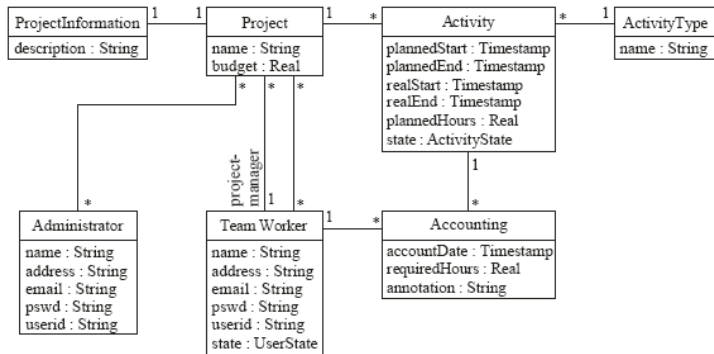 ProjectInformation
description : String
1
1
Project
name : String
budget : Real
1
*
Activity
plannedStart : Timestamp
plannedEnd : Timestamp
realStart : Timestamp
realEnd : Timestamp
plannedHours : Real
state : ActivityState
*
1
ActivityType
name : String
*
*
*
project-
manager
1
*
*
1
*
Administrator
name : String
address : String
email : String
pswd : String
userid : String
Team Worker
name : String
address : String
email : String
pswd : String
userid : String
state : UserState
1
*
Accounting
accountDate : Timestamp
requiredHours : Real
annotation : String